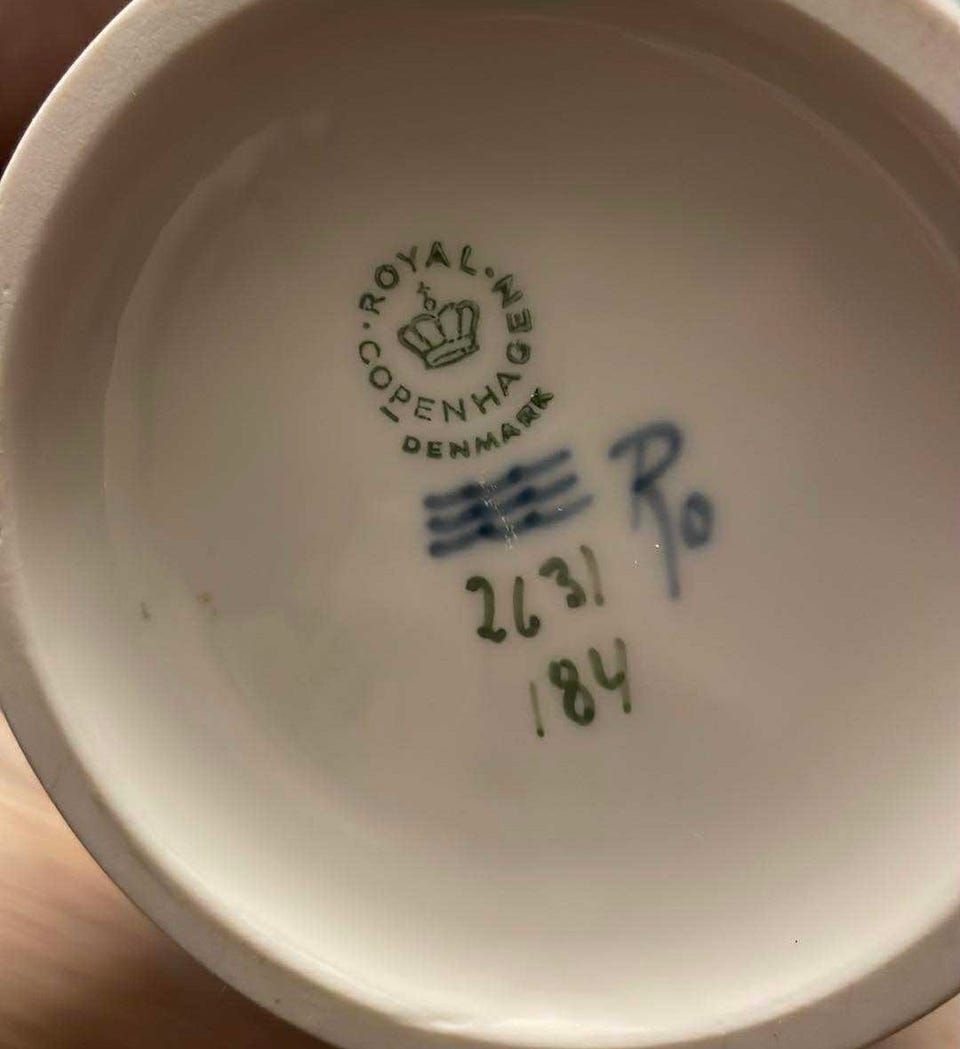 ROYAL·COPENHAGEN
DENMARK
Ro
2631
184